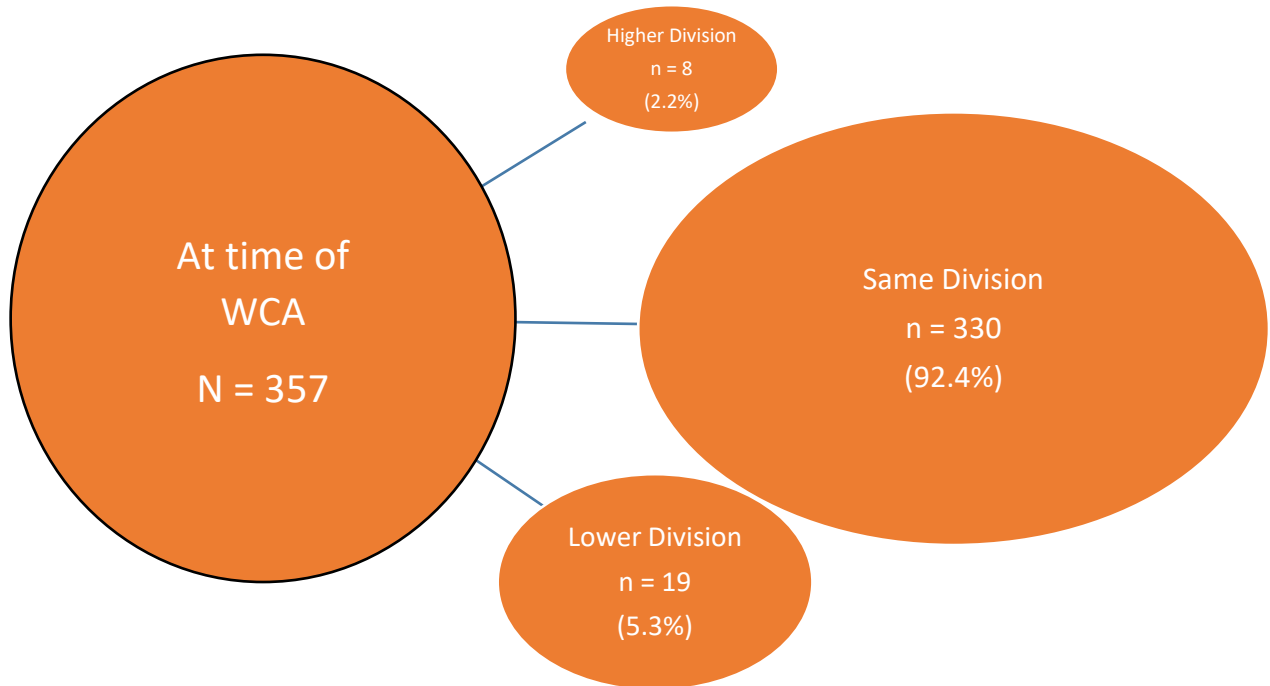 Higher Division
n = 8
(2.2%)
At time of
WCA
N = 357
Same Division
n = 330
(92.4%)
Lower Division
n = 19
(5.3%)